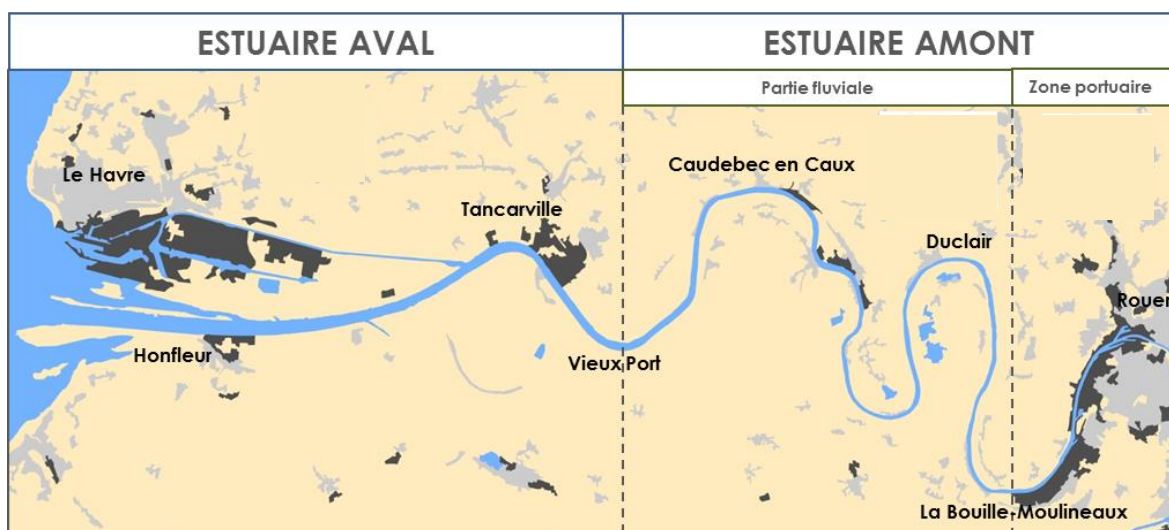 ESTUAIRE AVAL
ESTUAIRE AMONT
Partie fluviale
Zone portuaire
Caudebec en Caux
Le Havre
Tancarville
Duclair
Rouen
Honfleur
Vieux Port
La Bouille-Moulineaux